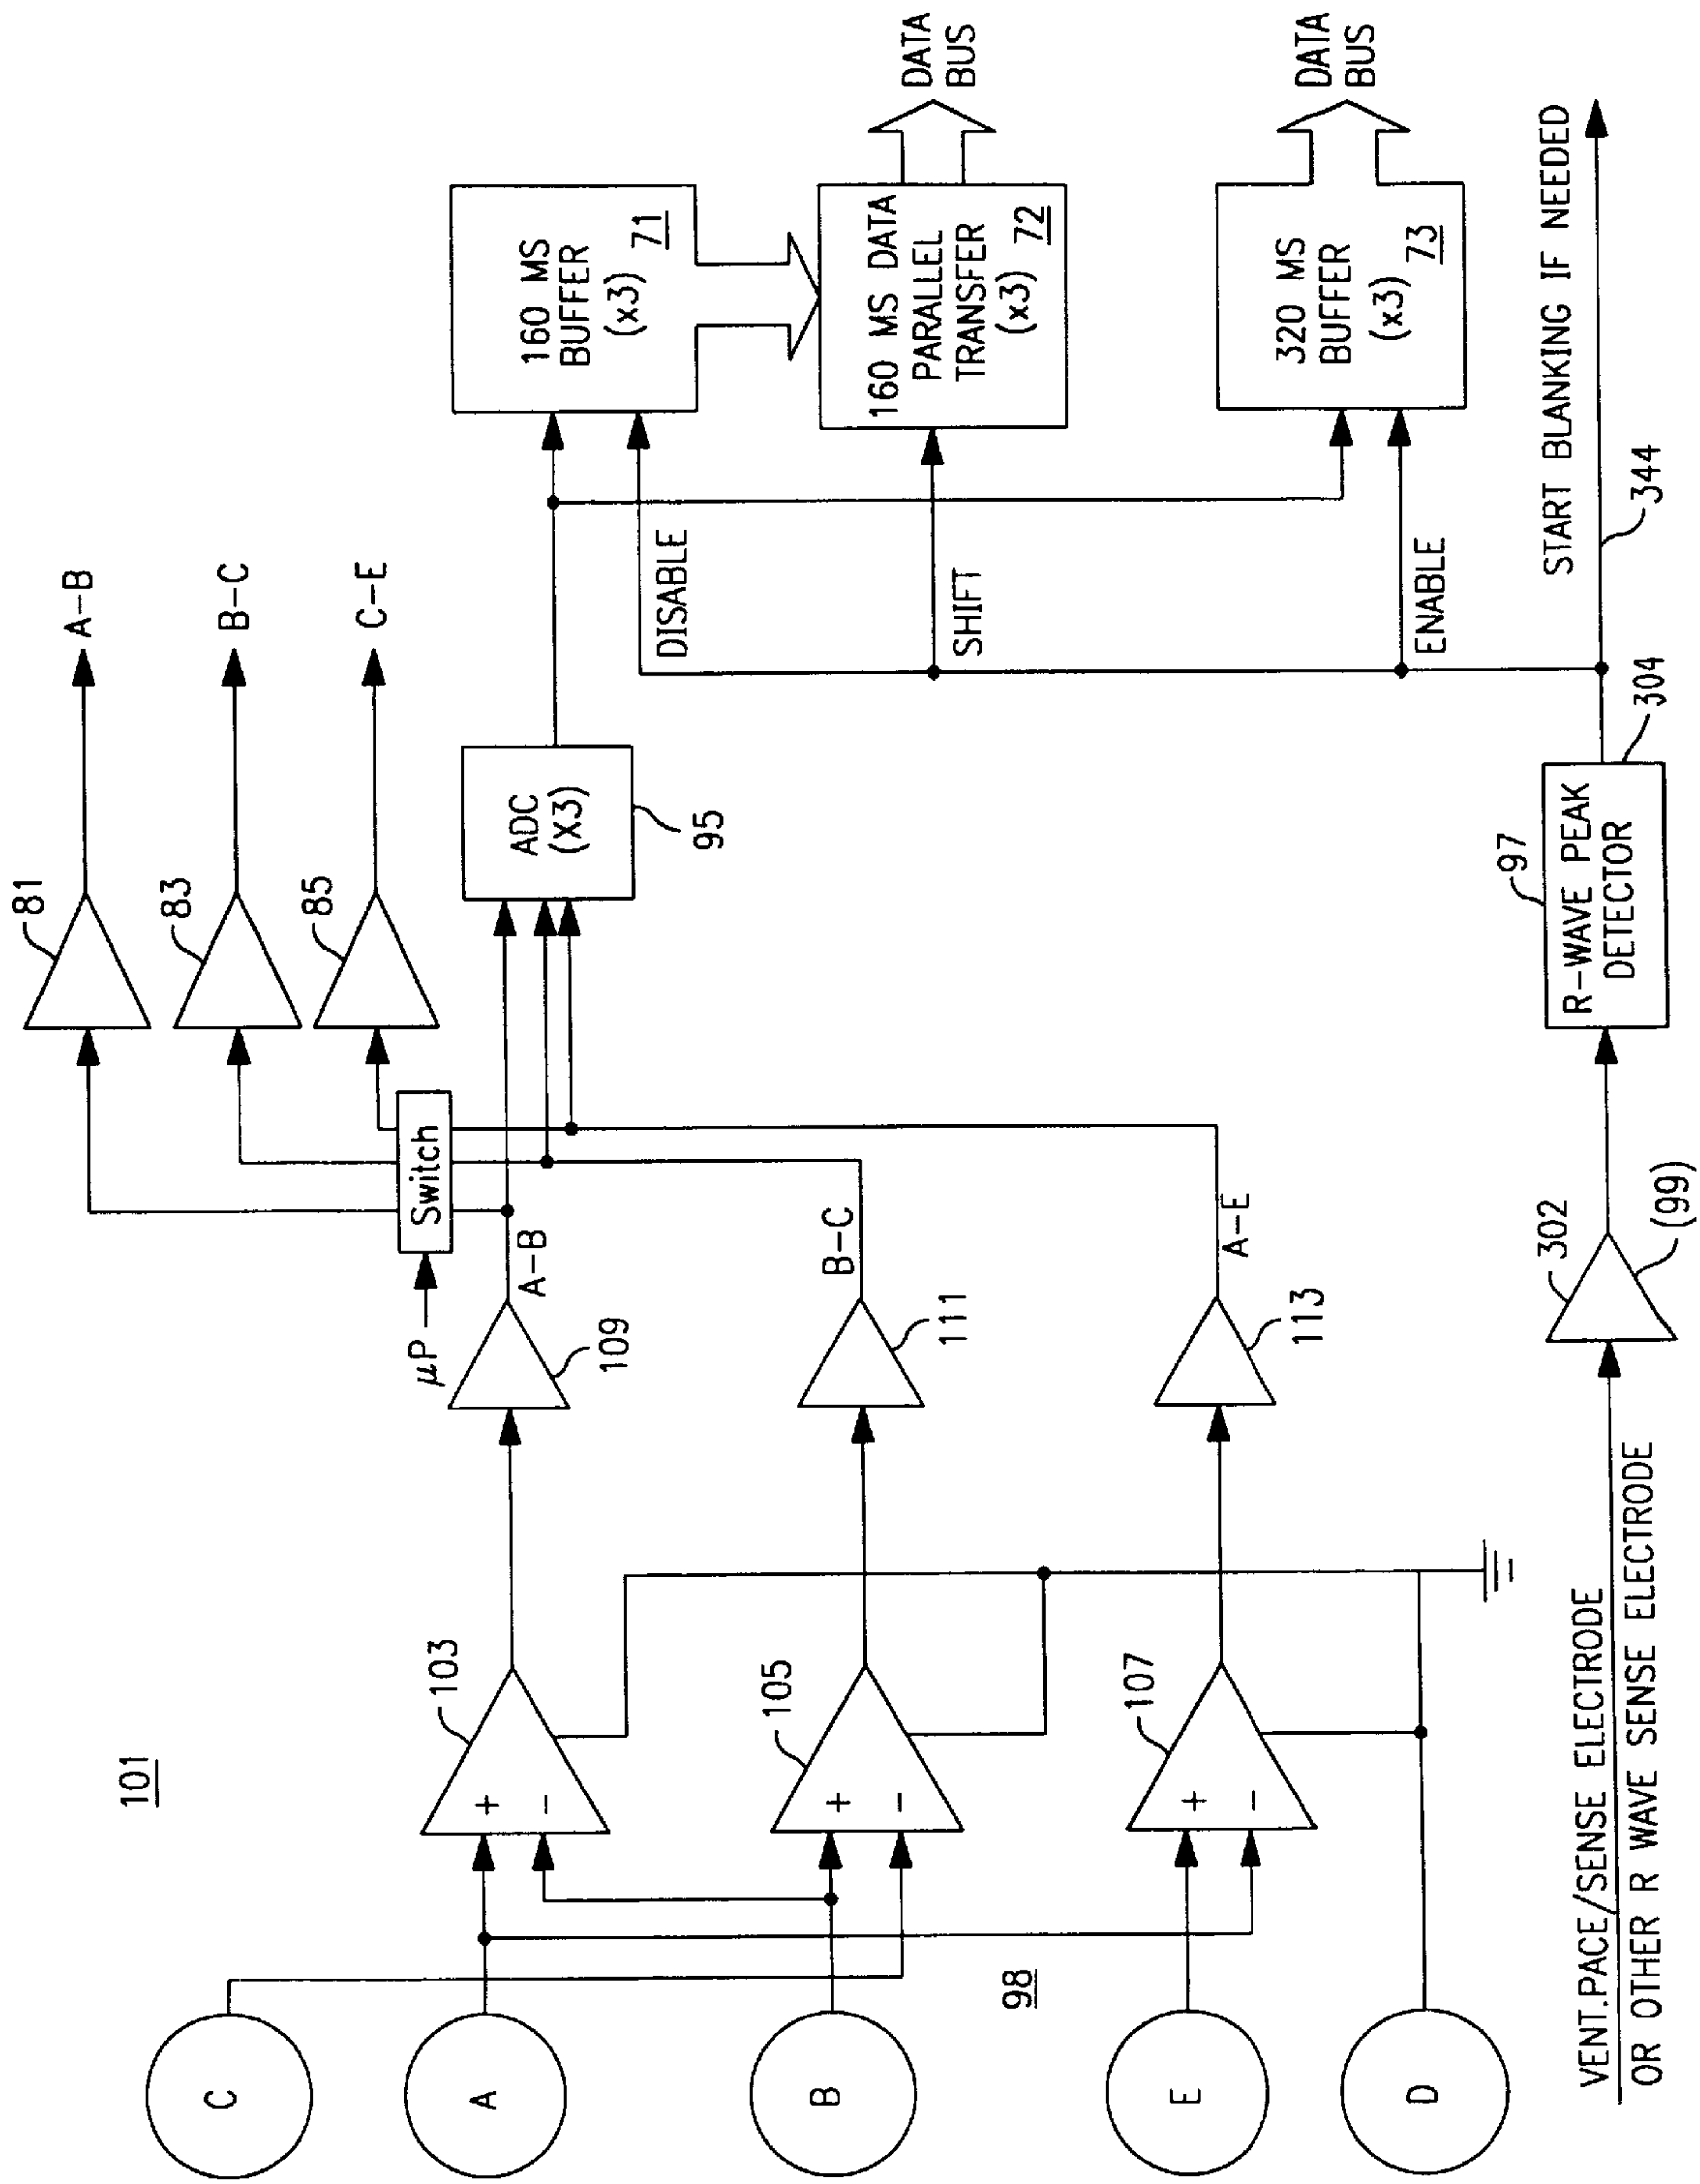 101
C
A
B
E
D
98
103
+
-
105
+
-
107
+
-
109
A-B
111
B-C
113
A-E
μP
Switch
81
A-B
83
B-C
85
C-E
ADC
(X3)
95
DISABLE
SHIFT
ENABLE
160 MS
BUFFER
(x3)
71
160 MS DATA
PARALLEL
TRANSFER
(x3)
72
DATA
BUS
320 MS
BUFFER
(x3)
73
DATA
BUS
VENT.PACE/SENSE ELECTRODE
OR OTHER R WAVE SENSE ELECTRODE
302
(99)
97
R-WAVE PEAK
DETECTOR
304
START BLANKING IF NEEDED
344